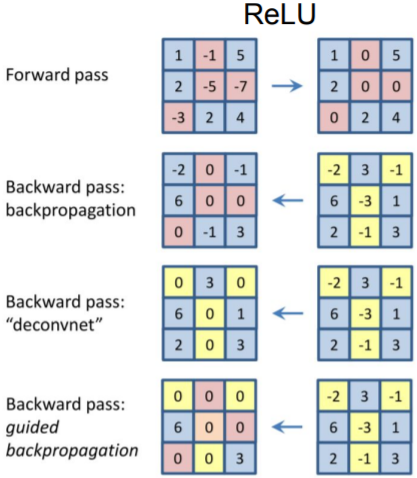 ReLU
Forward pass
1 -1 5 1 0 5
2 -5 -7 2 0 0
-3 2 4 0 2 4
Backward pass:
backpropagation
-2 0 -1 -2 3 -1
6 0 0 6 -3 1
0 -1 3 2 -1 3
Backward pass:
“deconvnet”
0 3 0 -2 3 -1
6 0 1 6 -3 1
2 0 3 2 -1 3
Backward pass:
guided
backpropagation
0 0 0 -2 3 -1
6 0 0 6 -3 1
0 0 3 2 -1 3